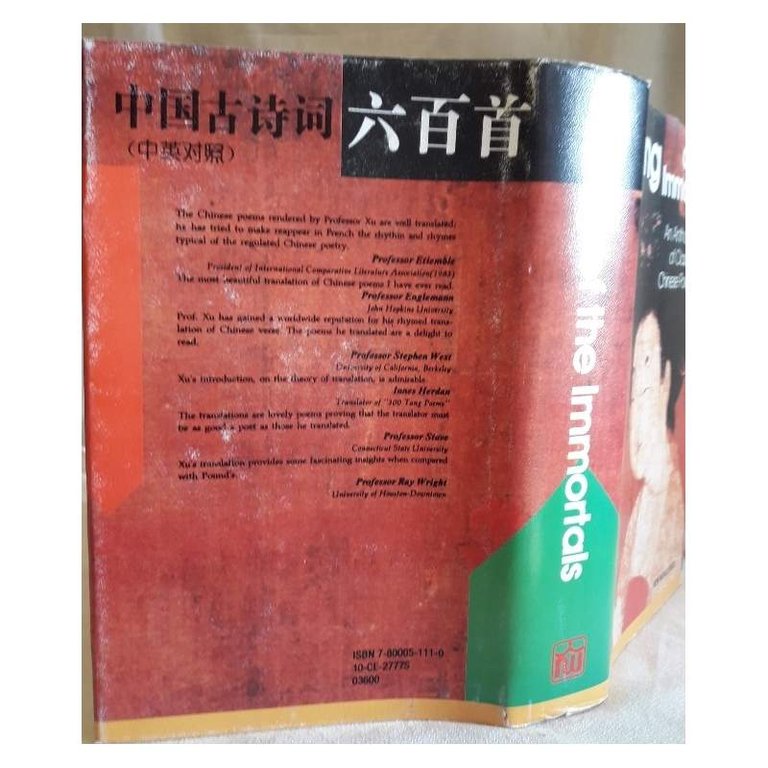 中国古诗词六百首
(中英对照)
The Chinese poems rendered by Professor Xu are well translated;
he has tried to make reappear in French the rhythm and rhymes
typical of the regulated Chinese poetry.
Professor Etiemble
President of International Comparative Literature Association(1983)
The most beautiful translation of Chinese poems I have ever read.
Professor Englemann
John Hopkins University
Prof. Xu has gained a worldwide reputation for his rhymed trans-
lation of Chinese verse. The poems he translated are a delight to
read.
Professor Stephen West
University of California, Berkeley
Xu's introduction, on the theory of translation, is admirable.
Innes Herdan
Translator of "300 Tang Poems"
The translations are lovely poems proving that the translator must
be as good a poet as those he translated.
Professor Stave
Connecticut State University
Xu's translation provides some fascinating insights when compared
with Pound's.
Professor Ray Wright
University of Houston-Downtown
ISBN 7-80005-111-0
10-CE-2777S
03600
the Immortals
ng
Imm
of
Chinese